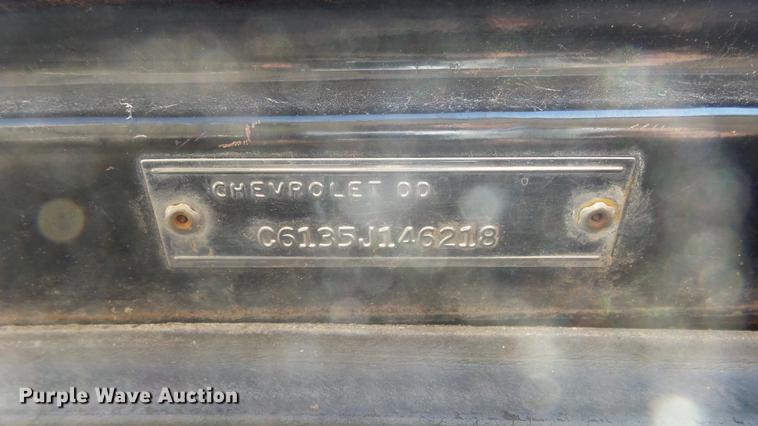 CHEVROLET DD
C6135J146218
Purple Wave Auction